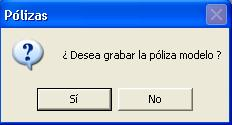 Pólizas
¿ Desea grabar la póliza modelo ?
Sí
No